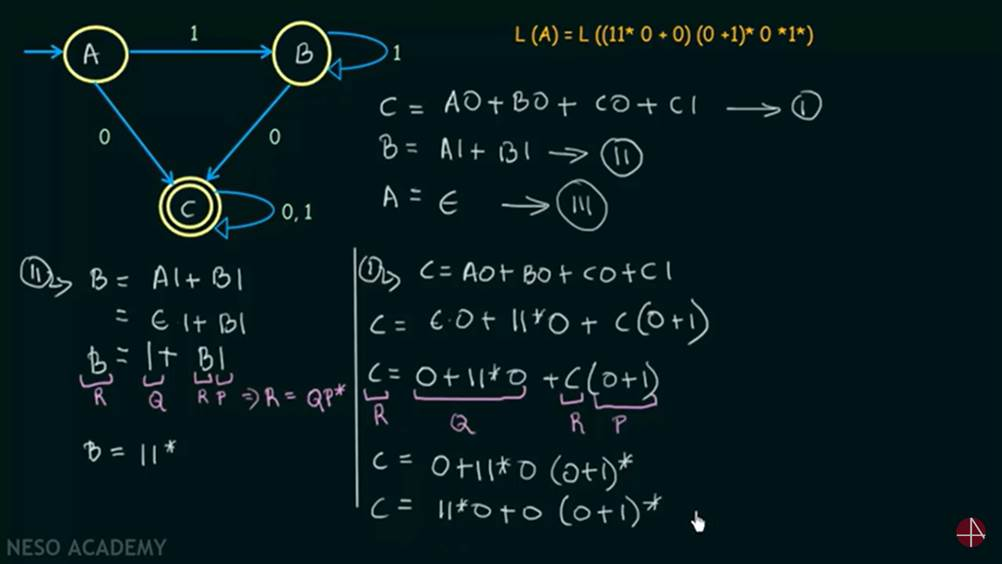 L (A) = L ((11* 0 + 0) (0 +1)* 0 *1*)
A
1
B
1
0
0
C
0, 1
C = A0 + B0 + C0 + C1 → I
B = A1 + B1 → II
A = ϵ → III
II → B = A1 + B1
= ϵ.1 + B1
B = 1 + B1
R Q R P ⇒ R = QP*
B = 11*
I → C = A0 + B0 + C0 + C1
C = ϵ.0 + 11*0 + C(0+1)
C = 0 + 11*0 + C(0+1)
R Q R P
C = 0 + 11*0 (0+1)*
C = 11*0 + 0 (0+1)*
NESO ACADEMY